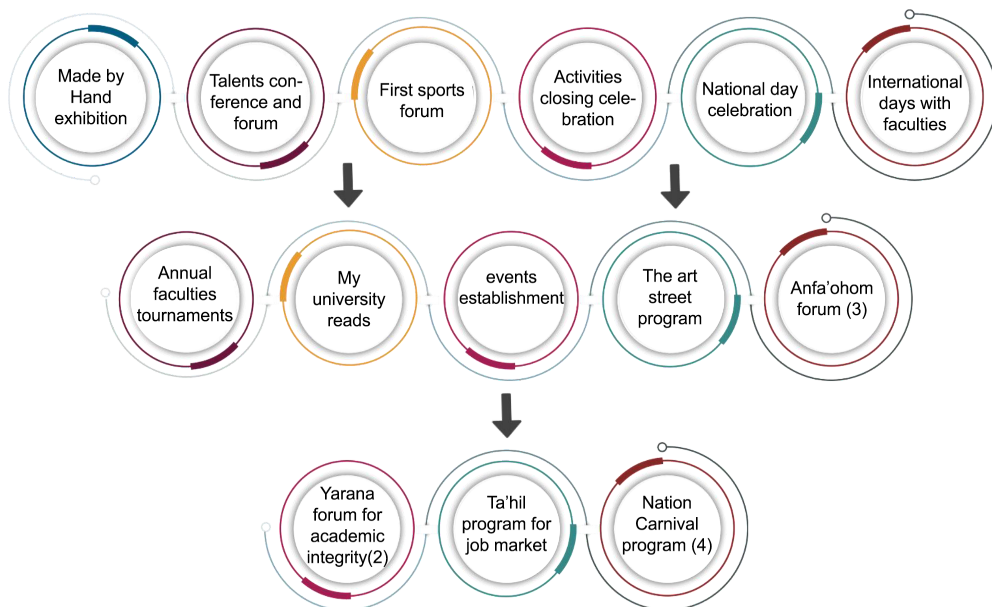 Made by
Hand
exhibition
Talents con-
ference and
forum
First sports
forum
Activities
closing cele-
bration
National day
celebration
International
days with
faculties
Annual
faculties
tournaments
My
university
reads
events
establishment
The art
street
program
Anfa’ohom
forum (3)
Yarana
forum for
academic
integrity(2)
Ta’hil
program for
job market
Nation
Carnival
program (4)